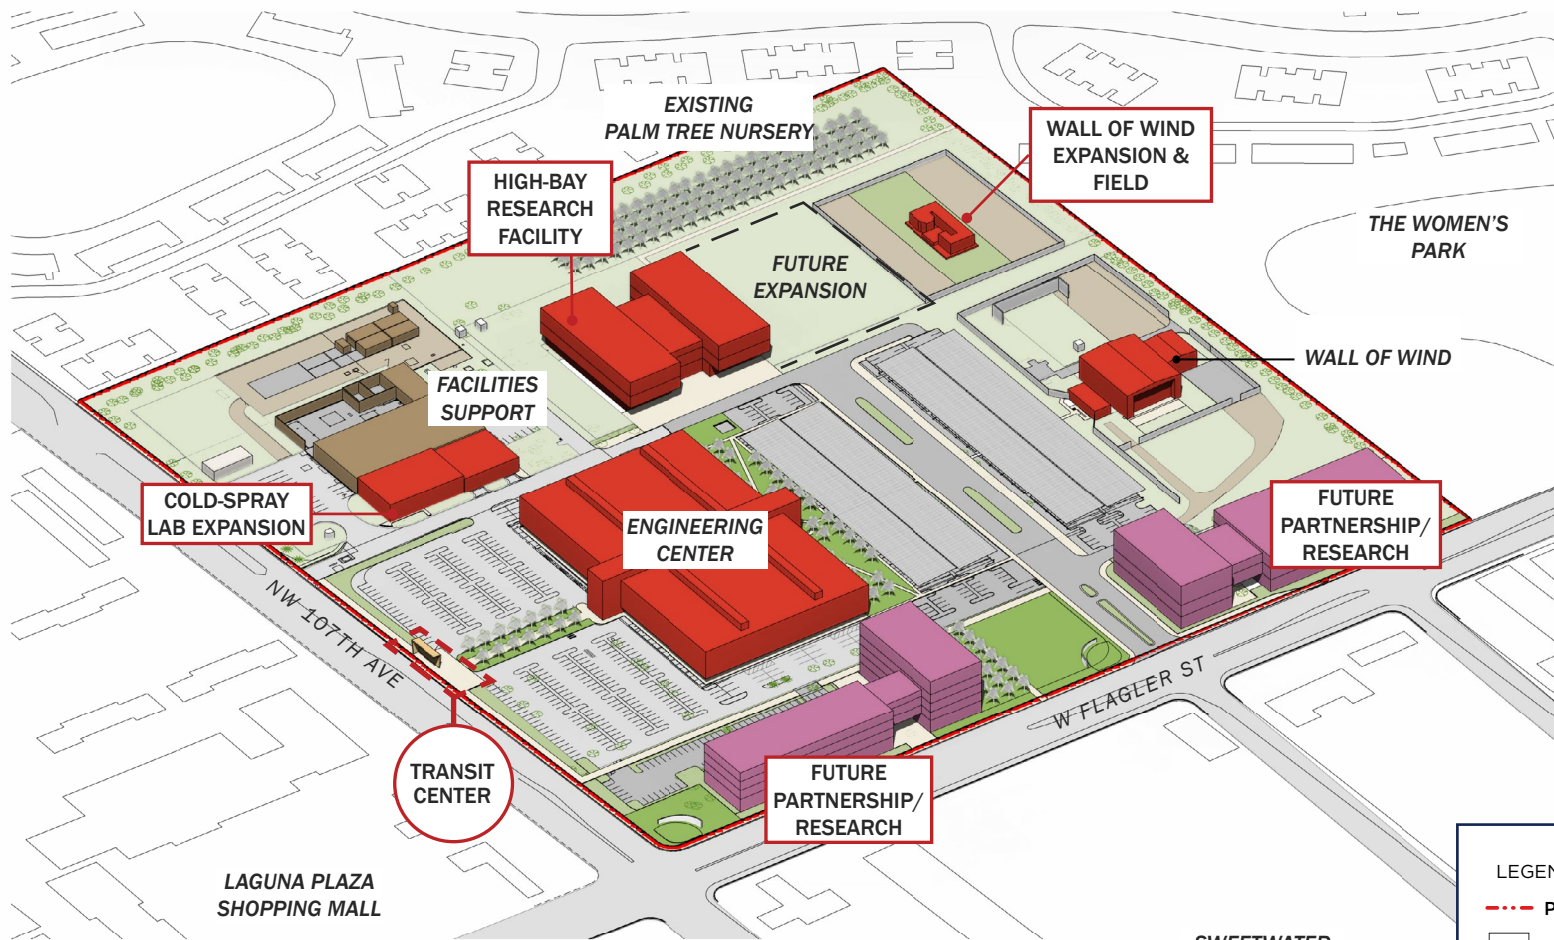 EXISTING
PALM TREE NURSERY
WALL OF WIND
EXPANSION &
FIELD
HIGH-BAY
RESEARCH
FACILITY
THE WOMEN'S
PARK
FUTURE
EXPANSION
WALL OF WIND
FACILITIES
SUPPORT
COLD-SPRAY
LAB EXPANSION
ENGINEERING
CENTER
FUTURE
PARTNERSHIP/
RESEARCH
NW 107TH AVE
W FLAGLER ST
TRANSIT
CENTER
FUTURE
PARTNERSHIP/
RESEARCH
LAGUNA PLAZA
SHOPPING MALL
LEGEN
P
SWEETWATER